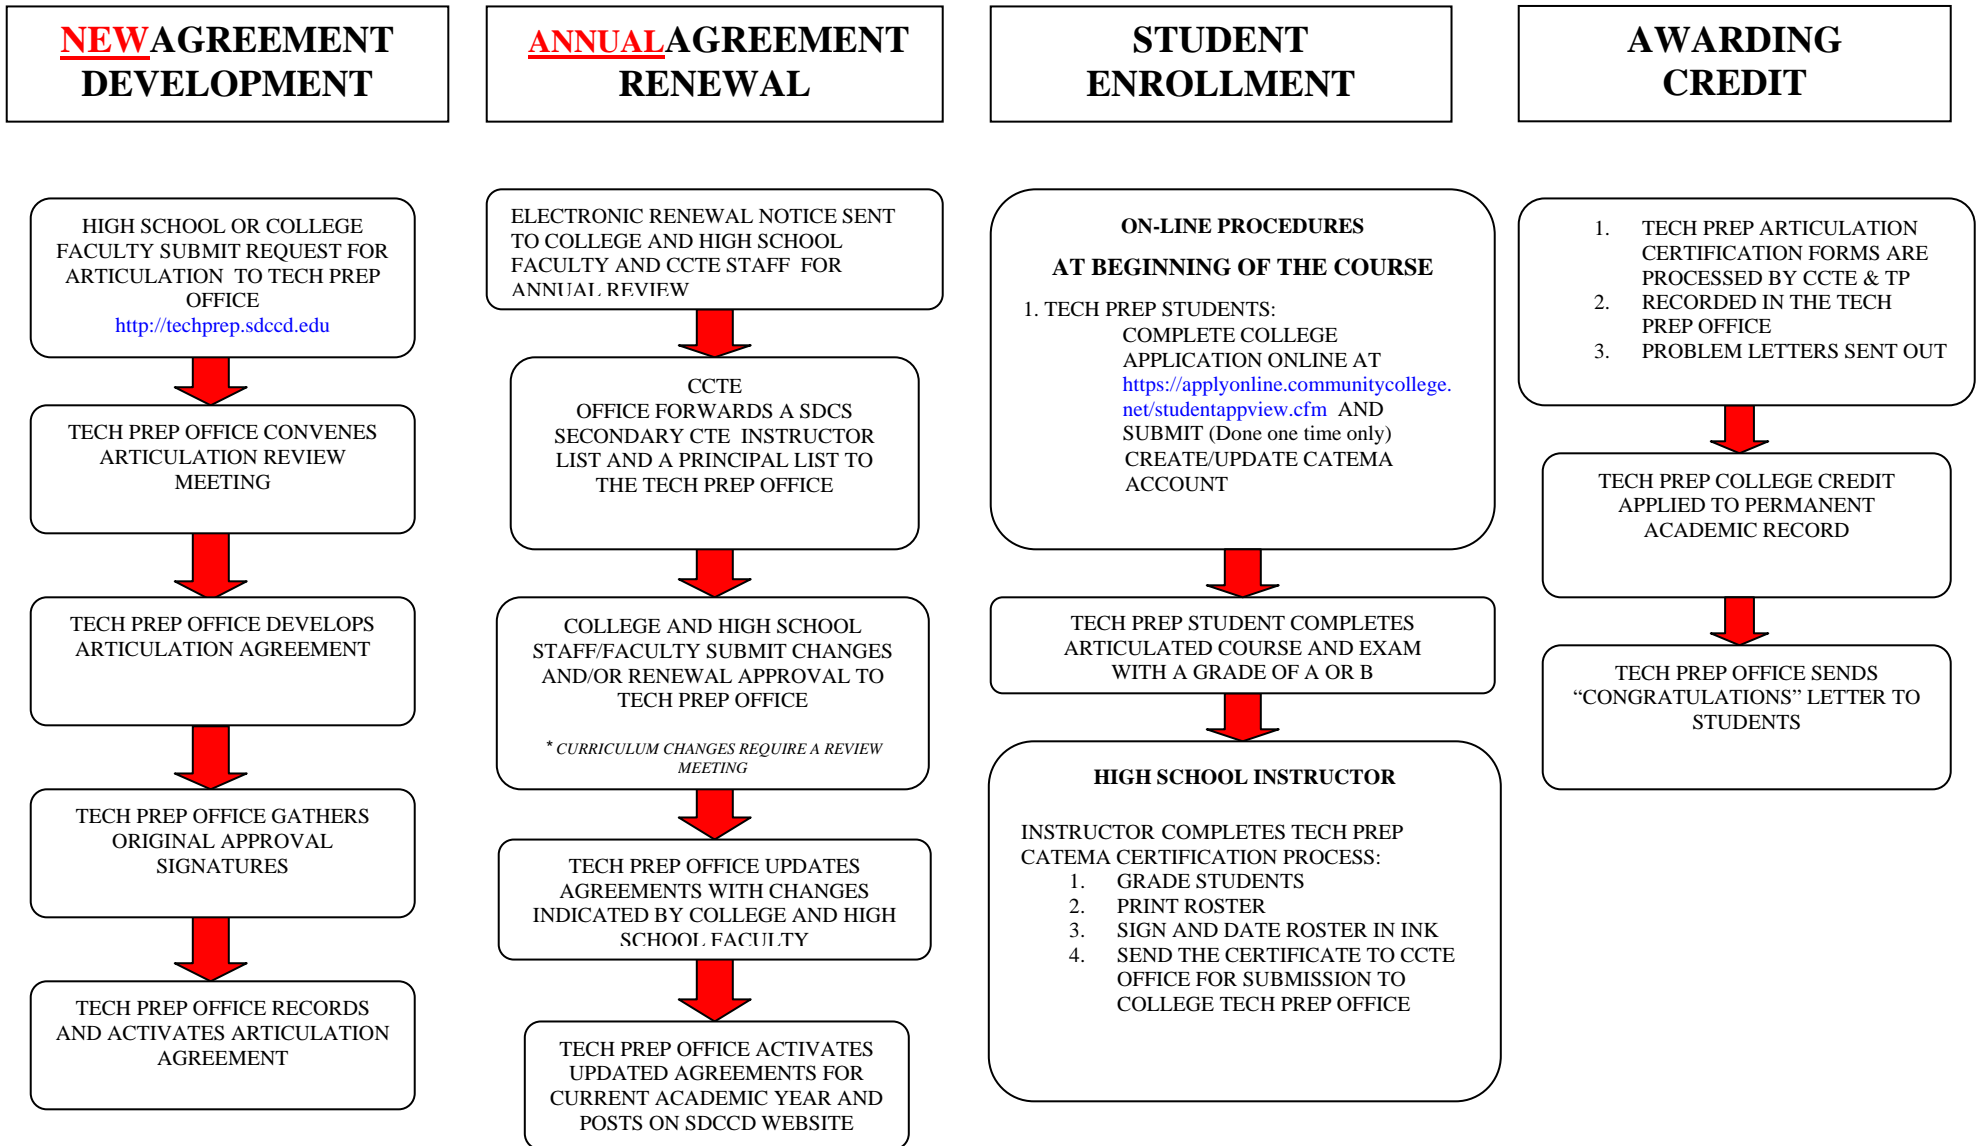 NEW AGREEMENT
DEVELOPMENT
HIGH SCHOOL OR COLLEGE
FACULTY SUBMIT REQUEST FOR
ARTICULATION TO TECH PREP
OFFICE
http://techprep.sdccd.edu
TECH PREP OFFICE CONVENES
ARTICULATION REVIEW
MEETING
TECH PREP OFFICE DEVELOPS
ARTICULATION AGREEMENT
TECH PREP OFFICE GATHERS
ORIGINAL APPROVAL
SIGNATURES
TECH PREP OFFICE RECORDS
AND ACTIVATES ARTICULATION
AGREEMENT
ANNUAL AGREEMENT
RENEWAL
ELECTRONIC RENEWAL NOTICE SENT
TO COLLEGE AND HIGH SCHOOL
FACULTY AND CCTE STAFF FOR
ANNUAL REVIEW
CCTE
OFFICE FORWARDS A SDCS
SECONDARY CTE INSTRUCTOR
LIST AND A PRINCIPAL LIST TO
THE TECH PREP OFFICE
COLLEGE AND HIGH SCHOOL
STAFF/FACULTY SUBMIT CHANGES
AND/OR RENEWAL APPROVAL TO
TECH PREP OFFICE
* CURRICULUM CHANGES REQUIRE A REVIEW
MEETING
TECH PREP OFFICE UPDATES
AGREEMENTS WITH CHANGES
INDICATED BY COLLEGE AND HIGH
SCHOOL FACULTY
TECH PREP OFFICE ACTIVATES
UPDATED AGREEMENTS FOR
CURRENT ACADEMIC YEAR AND
POSTS ON SDCCD WEBSITE
STUDENT
ENROLLMENT
ON-LINE PROCEDURES
AT BEGINNING OF THE COURSE
1. TECH PREP STUDENTS:
COMPLETE COLLEGE
APPLICATION ONLINE AT
https://applyonline.communitycollege.
net/studentappview.cfm AND
SUBMIT (Done one time only)
CREATE/UPDATE CATEMA
ACCOUNT
TECH PREP STUDENT COMPLETES
ARTICULATED COURSE AND EXAM
WITH A GRADE OF A OR B
HIGH SCHOOL INSTRUCTOR
INSTRUCTOR COMPLETES TECH PREP
CATEMA CERTIFICATION PROCESS:
1. GRADE STUDENTS
2. PRINT ROSTER
3. SIGN AND DATE ROSTER IN INK
4. SEND THE CERTIFICATE TO CCTE
OFFICE FOR SUBMISSION TO
COLLEGE TECH PREP OFFICE
AWARDING
CREDIT
1. TECH PREP ARTICULATION
CERTIFICATION FORMS ARE
PROCESSED BY CCTE & TP
2. RECORDED IN THE TECH
PREP OFFICE
3. PROBLEM LETTERS SENT OUT
TECH PREP COLLEGE CREDIT
APPLIED TO PERMANENT
ACADEMIC RECORD
TECH PREP OFFICE SENDS
“CONGRATULATIONS” LETTER TO
STUDENTS